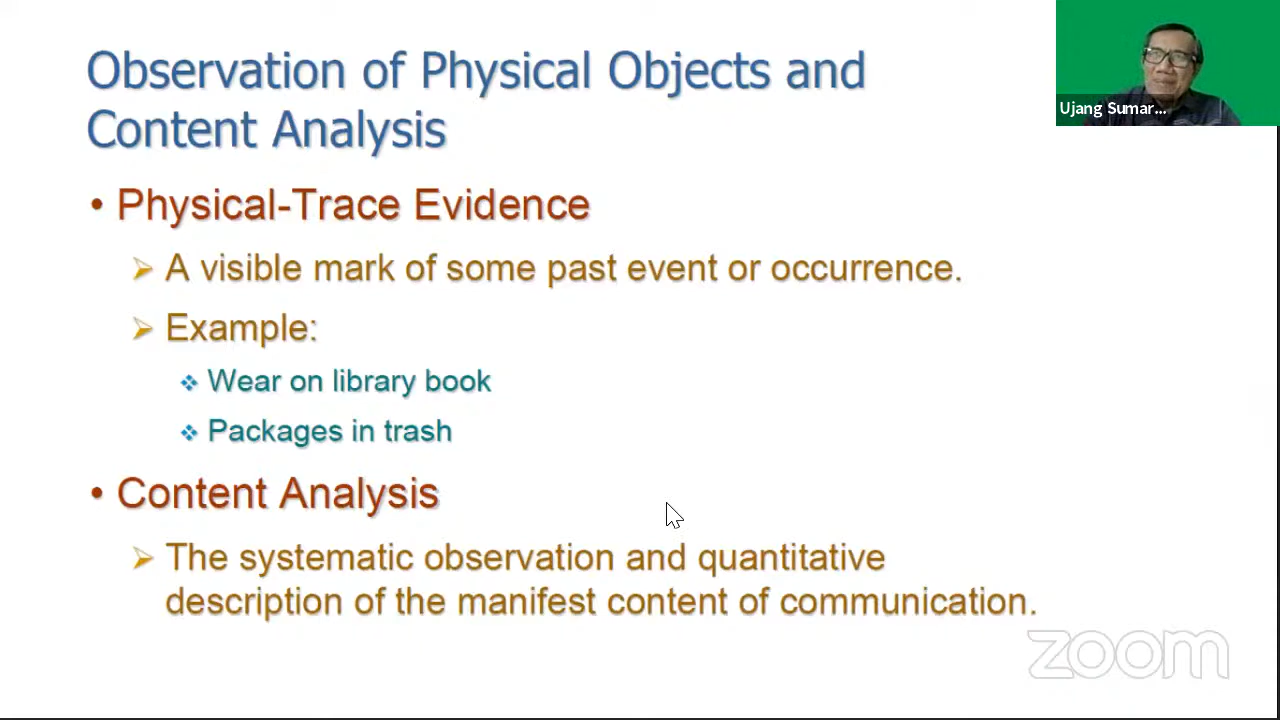 Observation of Physical Objects and
Content Analysis
Ujang Sumar...
• Physical-Trace Evidence
➢ A visible mark of some past event or occurrence.
➢ Example:
❖ Wear on library book
❖ Packages in trash
• Content Analysis
➢ The systematic observation and quantitative
description of the manifest content of communication.
zoom